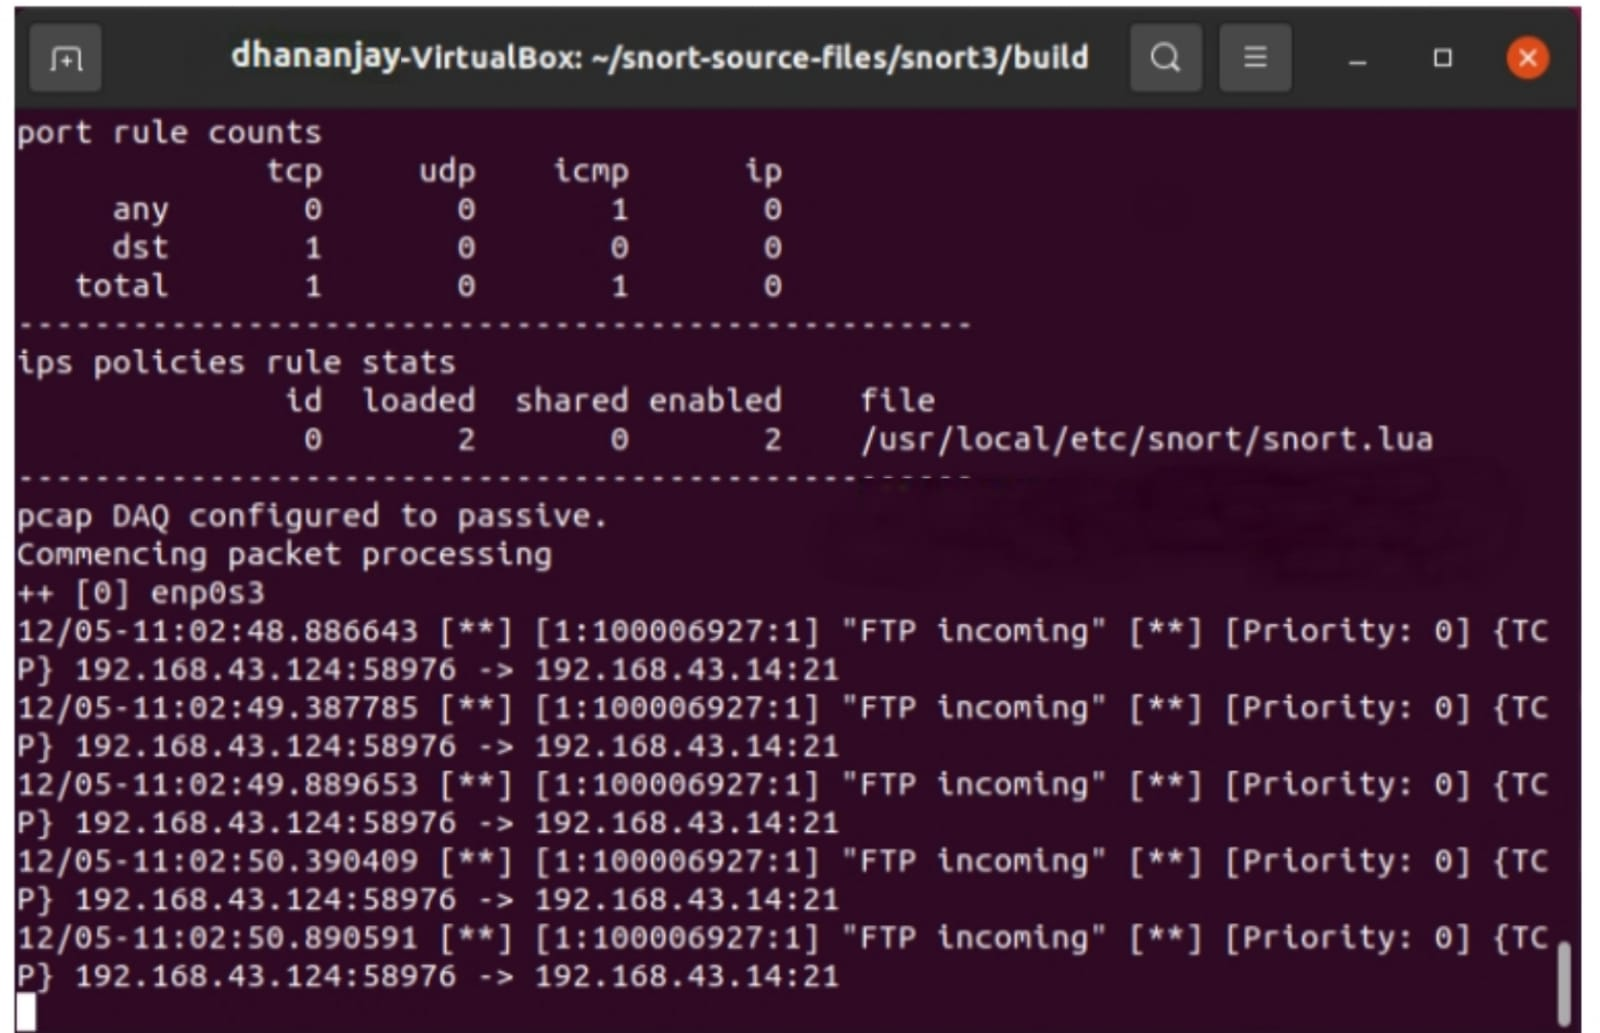 dhananjay-VirtualBox: ~/snort-source-files/snort3/build
port rule counts
tcp udp icmp ip
any 0 0 1 0
dst 1 0 0 0
total 1 0 1 0
--------------------------------------------------
ips policies rule stats
id loaded shared enabled file
0 2 0 2 /usr/local/etc/snort/snort.lua
--------------------------------------------------
pcap DAQ configured to passive.
Commencing packet processing
++ [0] enp0s3
12/05-11:02:48.886643 [**] [1:100006927:1] "FTP incoming" [**] [Priority: 0] {TC
P} 192.168.43.124:58976 -> 192.168.43.14:21
12/05-11:02:49.387785 [**] [1:100006927:1] "FTP incoming" [**] [Priority: 0] {TC
P} 192.168.43.124:58976 -> 192.168.43.14:21
12/05-11:02:49.889653 [**] [1:100006927:1] "FTP incoming" [**] [Priority: 0] {TC
P} 192.168.43.124:58976 -> 192.168.43.14:21
12/05-11:02:50.390409 [**] [1:100006927:1] "FTP incoming" [**] [Priority: 0] {TC
P} 192.168.43.124:58976 -> 192.168.43.14:21
12/05-11:02:50.890591 [**] [1:100006927:1] "FTP incoming" [**] [Priority: 0] {TC
P} 192.168.43.124:58976 -> 192.168.43.14:21